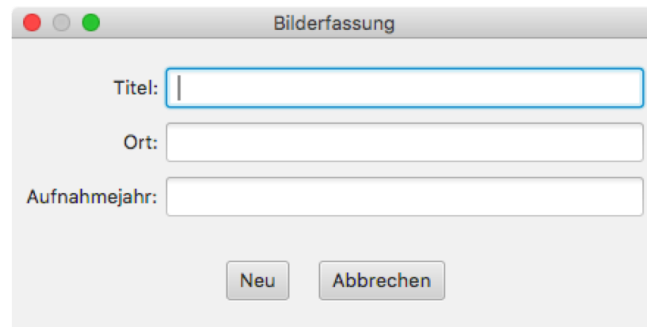 Bilderfassung
Titel:
Ort:
Aufnahmejahr:
Neu Abbrechen